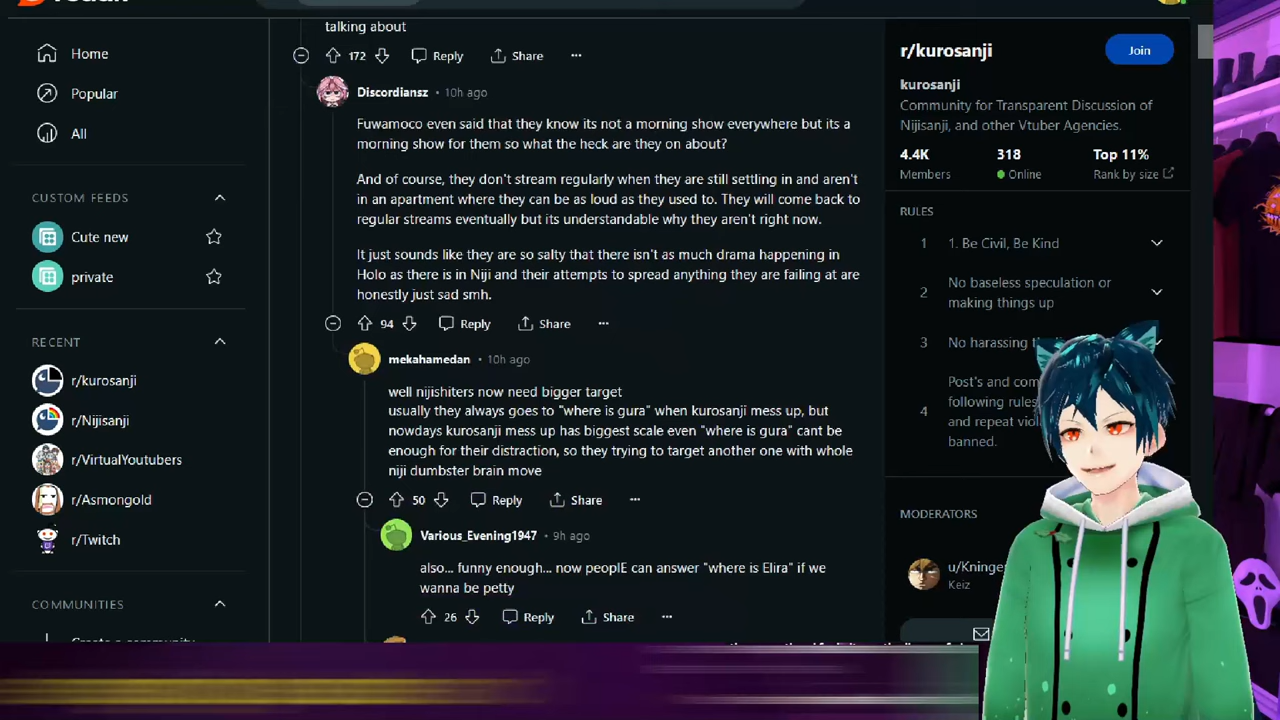 talking about
172
Reply
Share
Home
Popular
All
CUSTOM FEEDS
Cute new
private
RECENT
r/kurosanji
r/Nijisanji
r/VirtualYoutubers
r/Asmongold
r/Twitch
COMMUNITIES
Discordiansz • 10h ago
Fuwamoco even said that they know its not a morning show everywhere but its a
morning show for them so what the heck are they on about?
And of course, they don't stream regularly when they are still settling in and aren't
in an apartment where they can be as loud as they used to. They will come back to
regular streams eventually but its understandable why they aren't right now.
It just sounds like they are so salty that there isn't as much drama happening in
Holo as there is in Niji and their attempts to spread anything they are failing at are
honestly just sad smh.
94
Reply
Share
mekahamedan • 10h ago
well nijishiters now need bigger target
usually they always goes to "where is gura" when kurosanji mess up, but
nowdays kurosanji mess up has biggest scale even "where is gura" cant be
enough for their distraction, so they trying to target another one with whole
niji dumbster brain move
50
Reply
Share
Various_Evening1947 • 9h ago
also... funny enough... now peoplE can answer "where is Elira" if we
wanna be petty
26
Reply
Share
r/kurosanji
Join
kurosanji
Community for Transparent Discussion of
Nijisanji, and other Vtuber Agencies.
4.4K
318
Top 11%
Members
Online
Rank by size
RULES
1
1. Be Civil, Be Kind
2
No baseless speculation or
making things up
3
No harassing
4
Post's and com
following rules
and repeat vio
banned.
MODERATORS
u/Kninge
Keiz